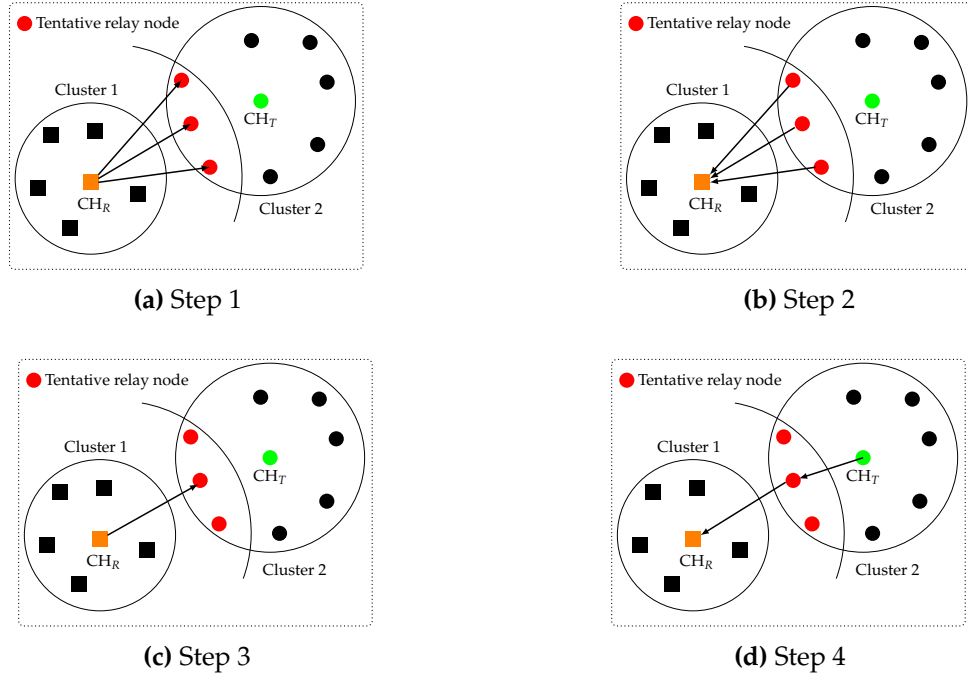 Tentative relay node
Cluster 1
CH_T
CH_R
Cluster 2
(a) Step 1
Tentative relay node
Cluster 1
CH_T
CH_R
Cluster 2
(b) Step 2
Tentative relay node
Cluster 1
CH_T
CH_R
Cluster 2
(c) Step 3
Tentative relay node
Cluster 1
CH_T
CH_R
Cluster 2
(d) Step 4